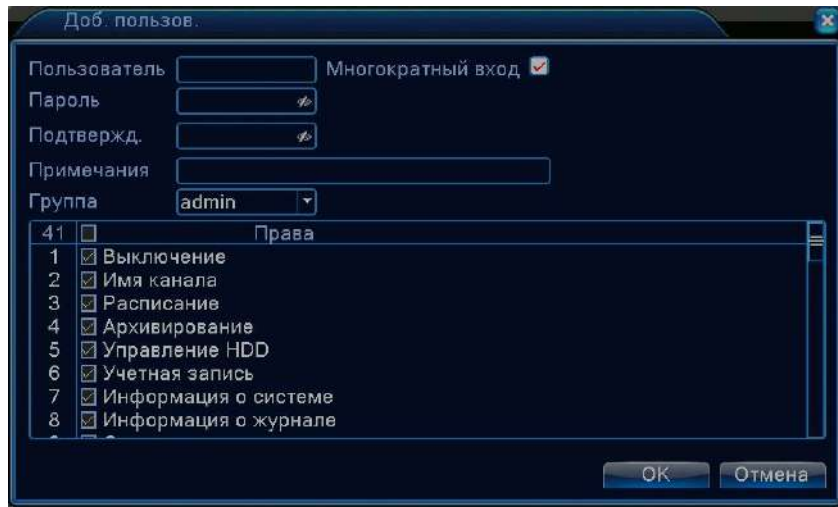 Доб. пользов.
Пользователь Многократный вход
Пароль
Подтвержд.
Примечания
Группа admin
41 Права
1 Выключение
2 Имя канала
3 Расписание
4 Архивирование
5 Управление HDD
6 Учетная запись
7 Информация о системе
8 Информация о журнале
OK Отмена